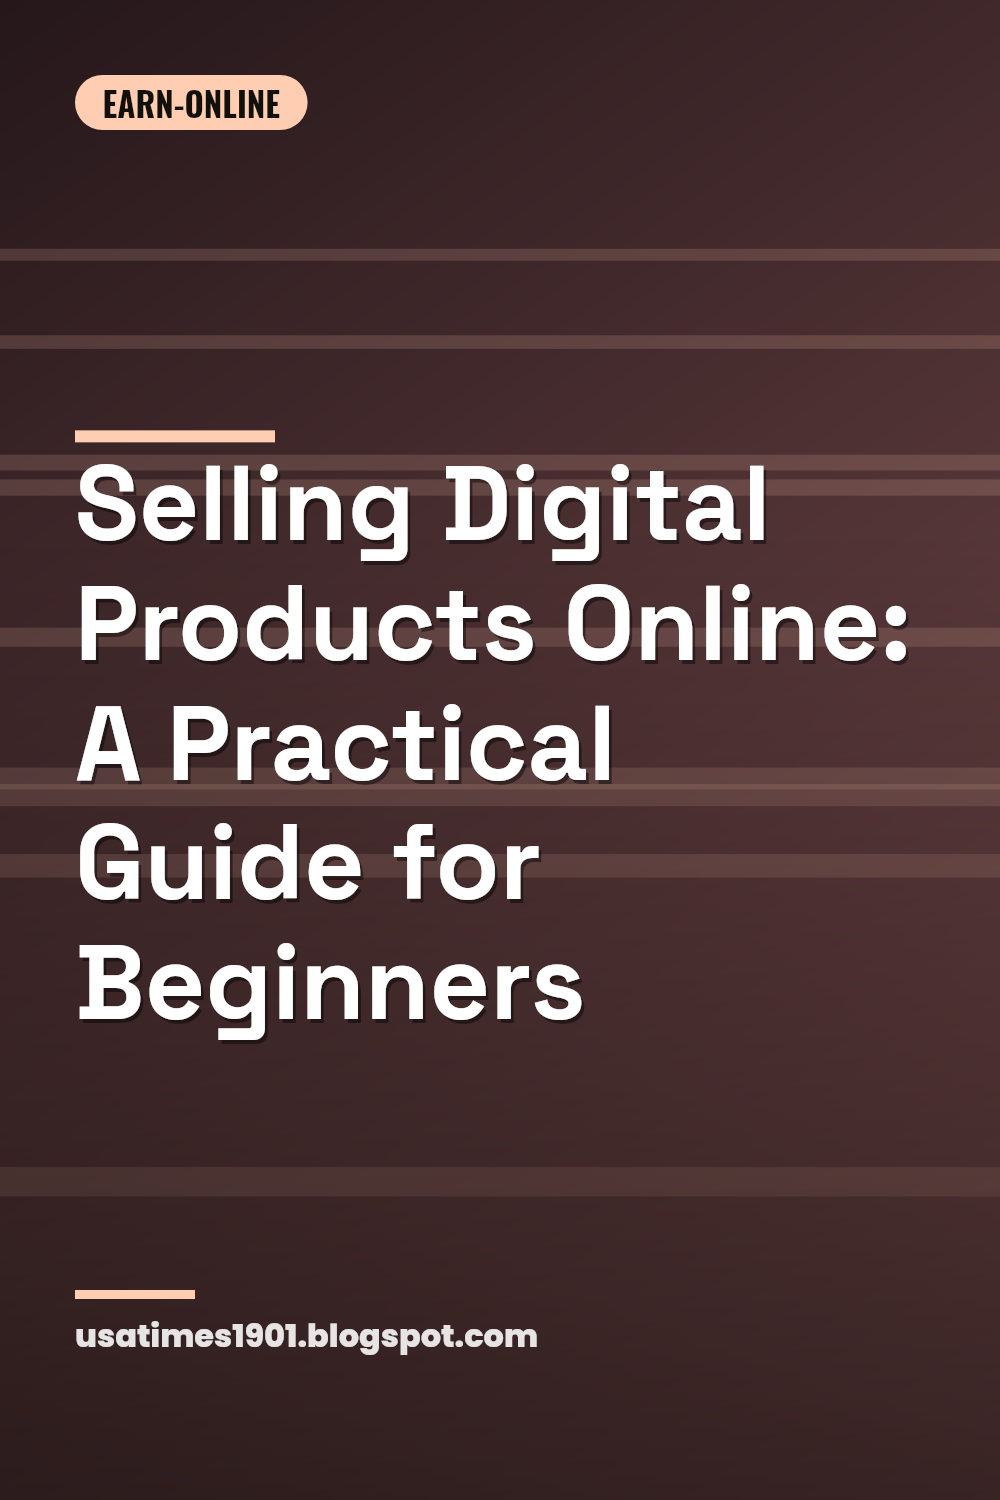 EARN-ONLINE
Selling Digital
Products Online:
A Practical
Guide for
Beginners
usatimes1901.blogspot.com